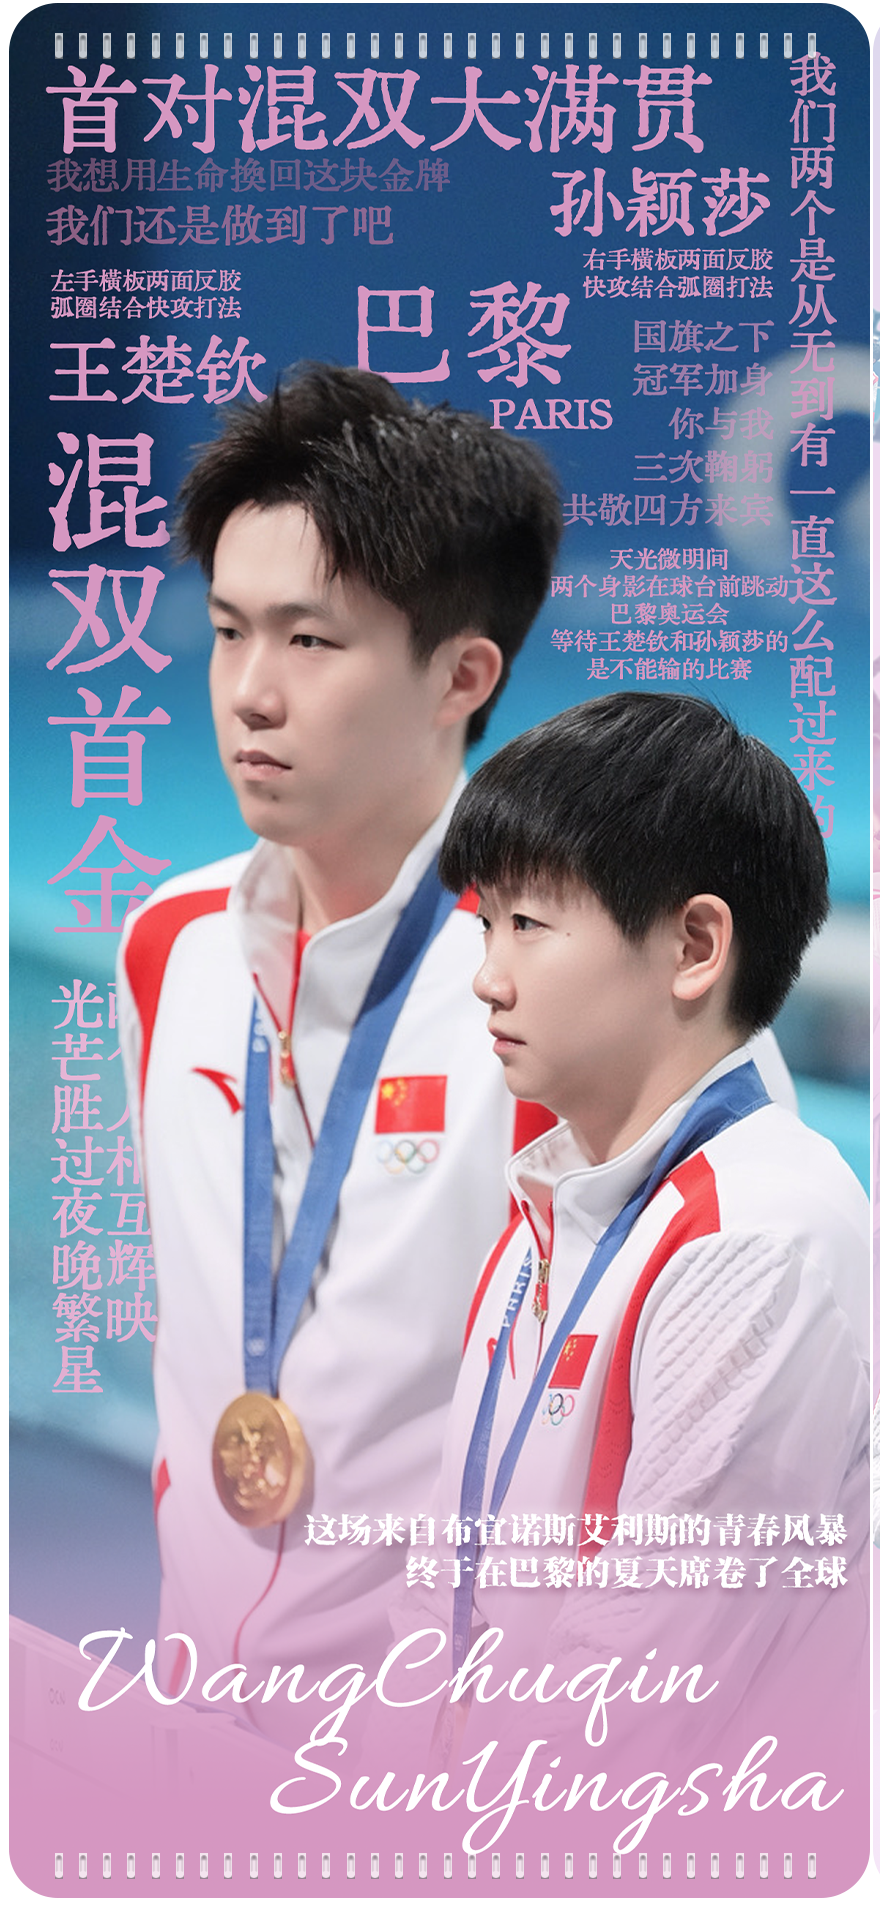 首对混双大满贯
我想用生命换回这块金牌
我们还是做到了吧
孙颖莎
右手横板两面反胶
快攻结合弧圈打法
左手横板两面反胶
弧圈结合快攻打法
王楚钦
巴黎
PARIS
国旗之下
冠军加身
你与我
三次鞠躬
共敬四方来宾
天光微明间
两个身影在球台前跳动
巴黎奥运会
等待王楚钦和孙颖莎的
是不能输的比赛
我们两个是从无到有一直这么配过来的
混双首金
两个人相互辉映
光芒胜过夜晚繁星
PARIS
这场来自布宜诺斯艾利斯的青春风暴
终于在巴黎的夏天席卷了全球
WangChuqin
SunYingsha